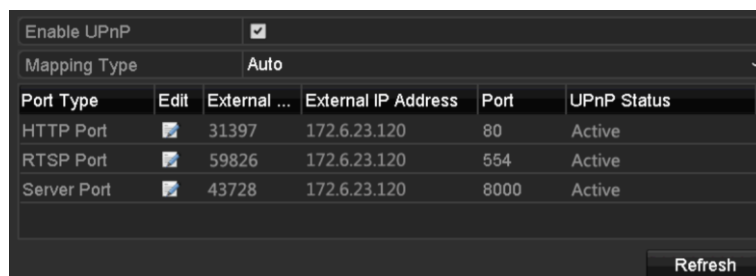 Enable UPnP
Mapping Type Auto
Port Type Edit External ... External IP Address Port UPnP Status
HTTP Port 31397 172.6.23.120 80 Active
RTSP Port 59826 172.6.23.120 554 Active
Server Port 43728 172.6.23.120 8000 Active
Refresh